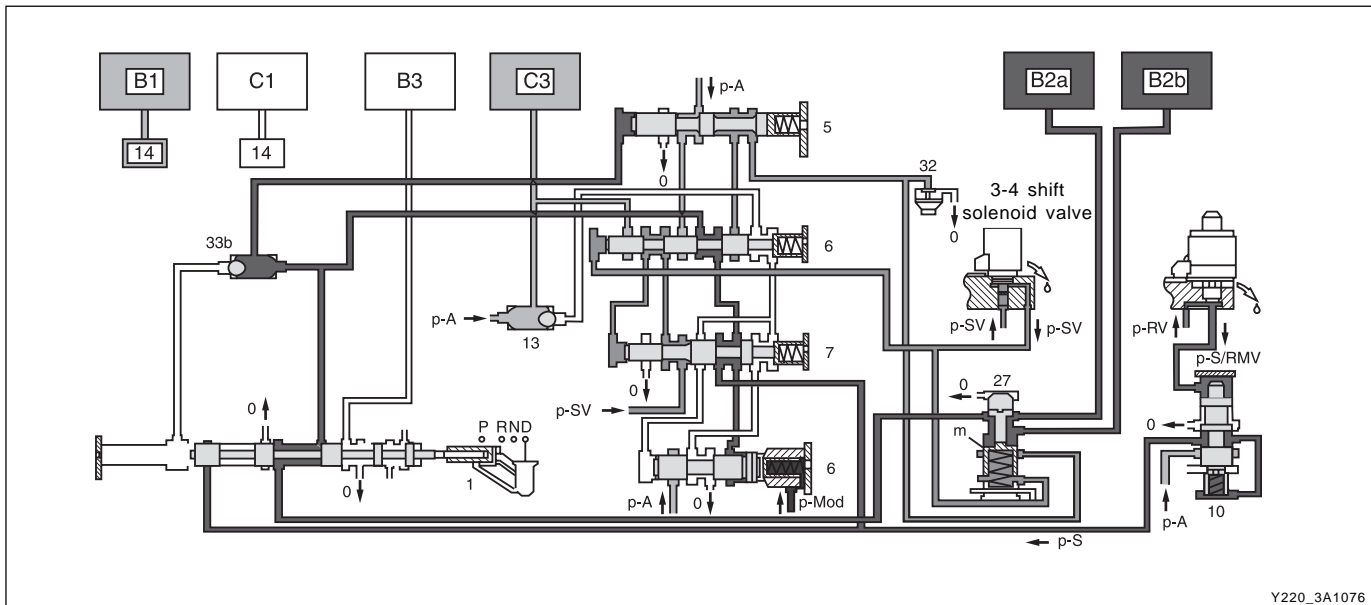 B1
C1
B3
C3
B2a
B2b
14
14
p-A
5
0
32
0
3-4 shift
solenoid valve
33b
6
p-A
13
p-SV
p-SV
p-RV
p-S/RMV
7
0
27
0
p-SV
0
P RND
m
0
6
1
0
p-A
0
p-Mod
p-A
10
p-S
Y220_3A1076